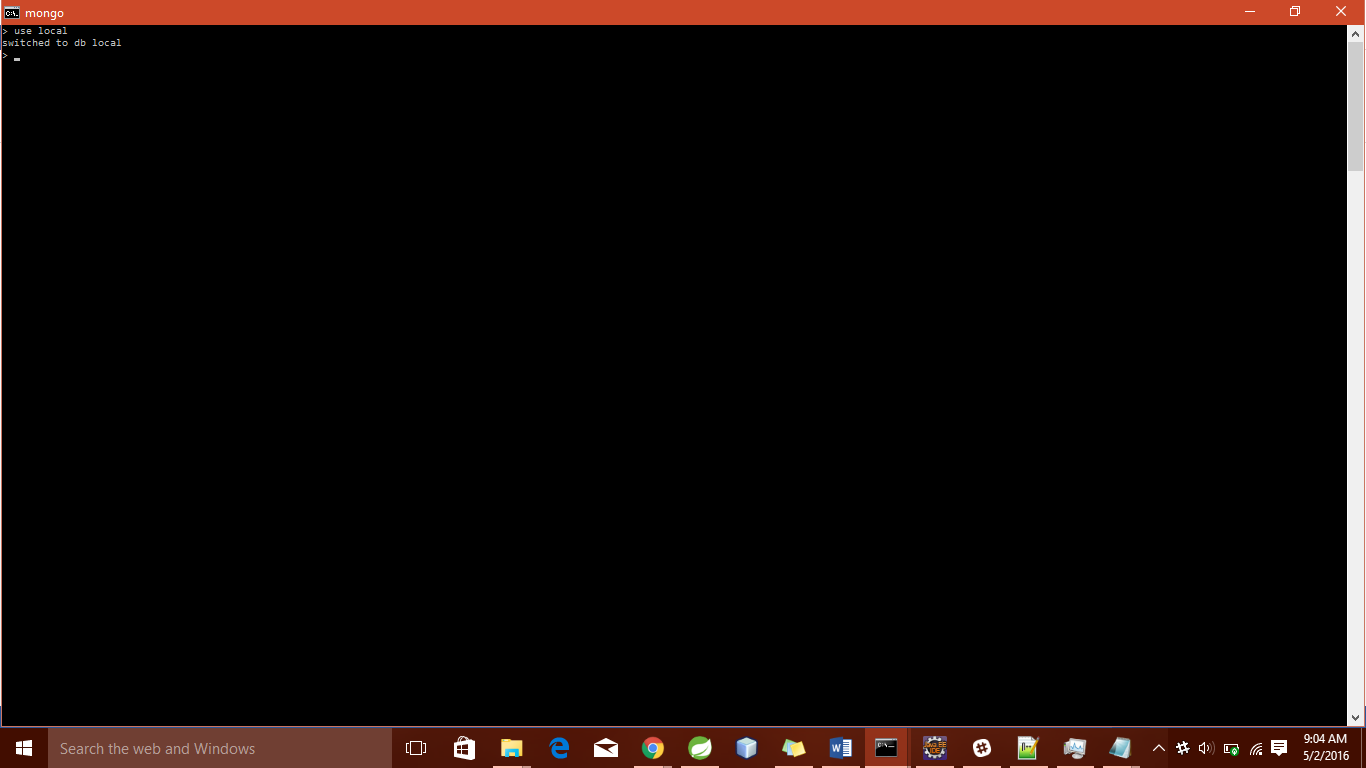 mongo
> use local
switched to db local
>
Search the web and Windows
9:04 AM
5/2/2016